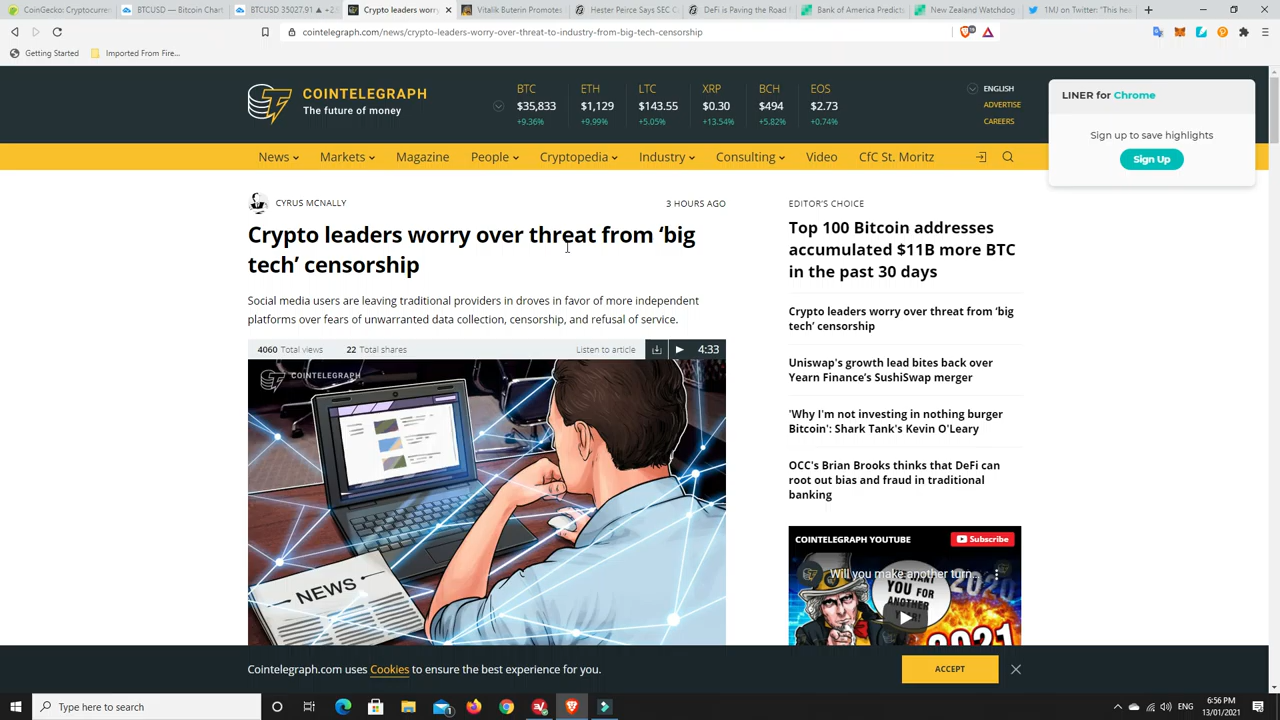 CoinGecko: Cryptocurren
BTCUSD — Bitcoin Chart
BTCUSD 35027.91 ▲ +2
Crypto leaders worry
Vitalik Buterin Promotes
Hester Peirce Says SEC C
DeFi is Paving the Road
Bank of America Predicts
New Zealand Watchdog
1MJ on Twitter: "This he
cointelegraph.com/news/crypto-leaders-worry-over-threat-to-industry-from-big-tech-censorship
Getting Started
Imported From Fire...
COINTELEGRAPH
The future of money
BTC ETH LTC XRP BCH EOS
$35,833 $1,129 $143.55 $0.30 $494 $2.73
+9.36% +9.99% +5.05% +13.54% +5.82% +0.74%
ENGLISH
ADVERTISE
CAREERS
LINER for Chrome
Sign up to save highlights
Sign Up
News Markets Magazine People Cryptopedia Industry Consulting Video CfC St. Moritz
CYRUS MCNALLY
3 HOURS AGO
Crypto leaders worry over threat from ‘big
tech’ censorship
Social media users are leaving traditional providers in droves in favor of more independent
platforms over fears of unwarranted data collection, censorship, and refusal of service.
4060 Total views 22 Total shares Listen to article 4:33
COINTELEGRAPH
NEWS
EDITOR'S CHOICE
Top 100 Bitcoin addresses
accumulated $11B more BTC
in the past 30 days
Crypto leaders worry over threat from ‘big
tech’ censorship
Uniswap's growth lead bites back over
Yearn Finance’s SushiSwap merger
'Why I'm not investing in nothing burger
Bitcoin': Shark Tank's Kevin O'Leary
OCC's Brian Brooks thinks that DeFi can
root out bias and fraud in traditional
banking
COINTELEGRAPH YOUTUBE
Subscribe
Will you make another turn...
YOU FOR
ANOTHER
2020
2021
Cointelegraph.com uses Cookies to ensure the best experience for you.
ACCEPT
Type here to search
ENG
6:56 PM
13/01/2021